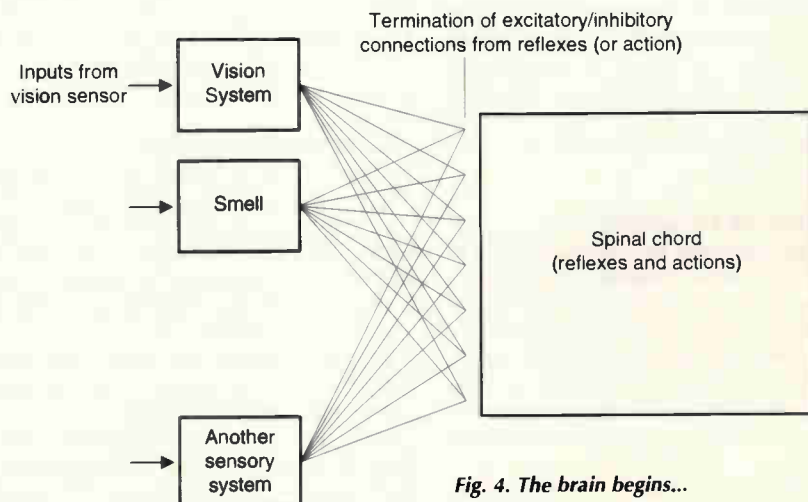 Termination of excitatory/inhibitory
connections from reflexes (or action)
Inputs from
vision sensor
Vision
System
Smell
Spinal chord
(reflexes and actions)
Another
sensory
system
Fig. 4. The brain begins...